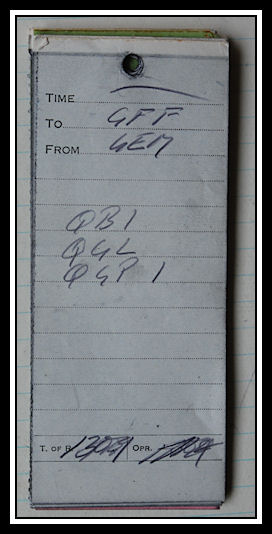 TIME
TO GFF
FROM GEM
QBI
QGL
QGP 1
T. OF R. OPR.